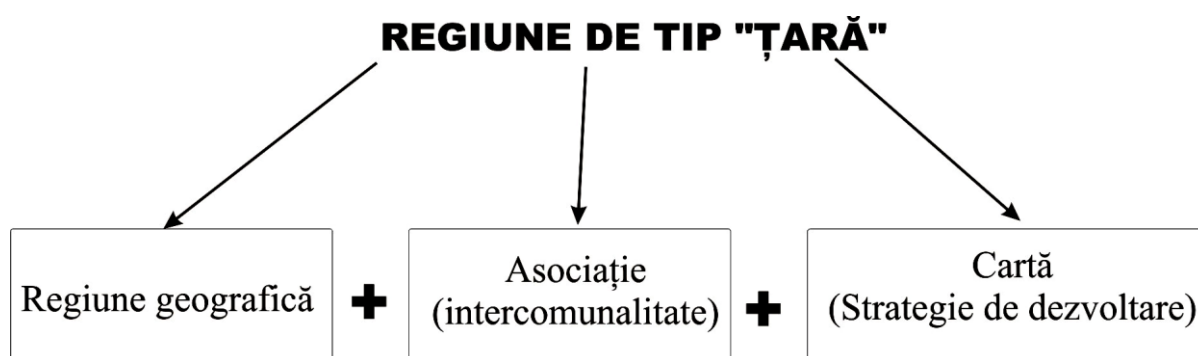 REGIUNE DE TIP "ȚARĂ"
Regiune geografică
+
Asociație
(intercomunalitate)
+
Cartă
(Strategie de dezvoltare)